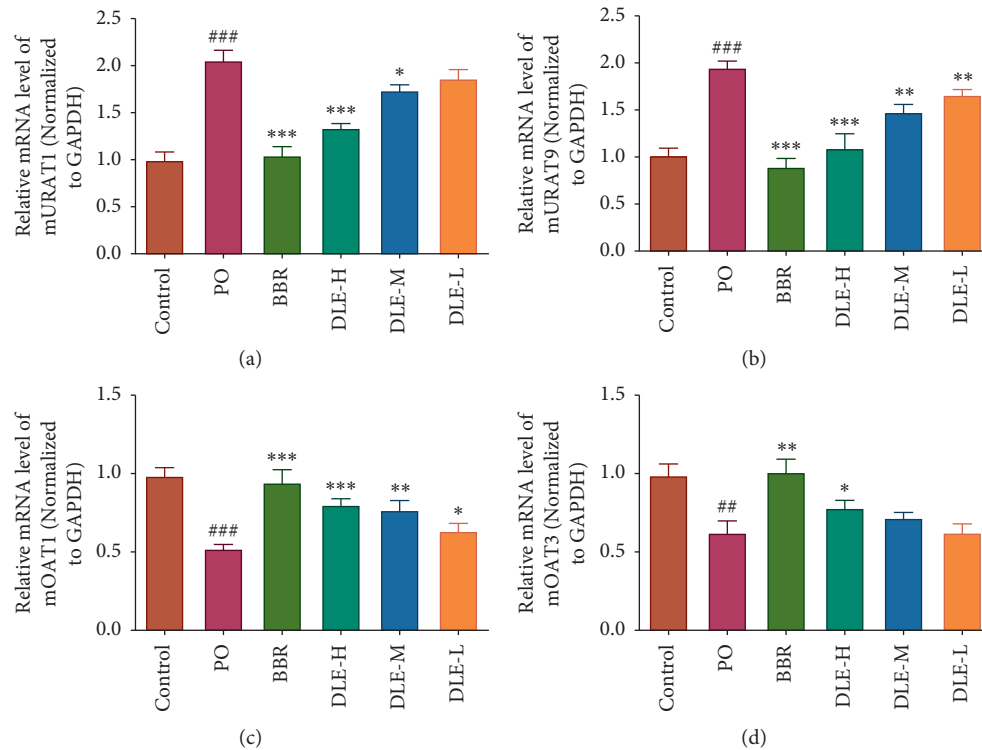 Relative mRNA level of
mURAT1 (Normalized
to GAPDH)
2.5
2.0
1.5
1.0
0.5
0.0
###
***
***
*
Control
PO
BBR
DLE-H
DLE-M
DLE-L
(a)
Relative mRNA level of
mURAT9 (Normalized
to GAPDH)
2.5
2.0
1.5
1.0
0.5
0.0
###
***
***
**
**
Control
PO
BBR
DLE-H
DLE-M
DLE-L
(b)
Relative mRNA level of
mOAT1 (Normalized
to GAPDH)
1.5
1.0
0.5
0.0
###
***
***
**
*
Control
PO
BBR
DLE-H
DLE-M
DLE-L
(c)
Relative mRNA level of
mOAT3 (Normalized
to GAPDH)
1.5
1.0
0.5
0.0
##
**
*
Control
PO
BBR
DLE-H
DLE-M
DLE-L
(d)